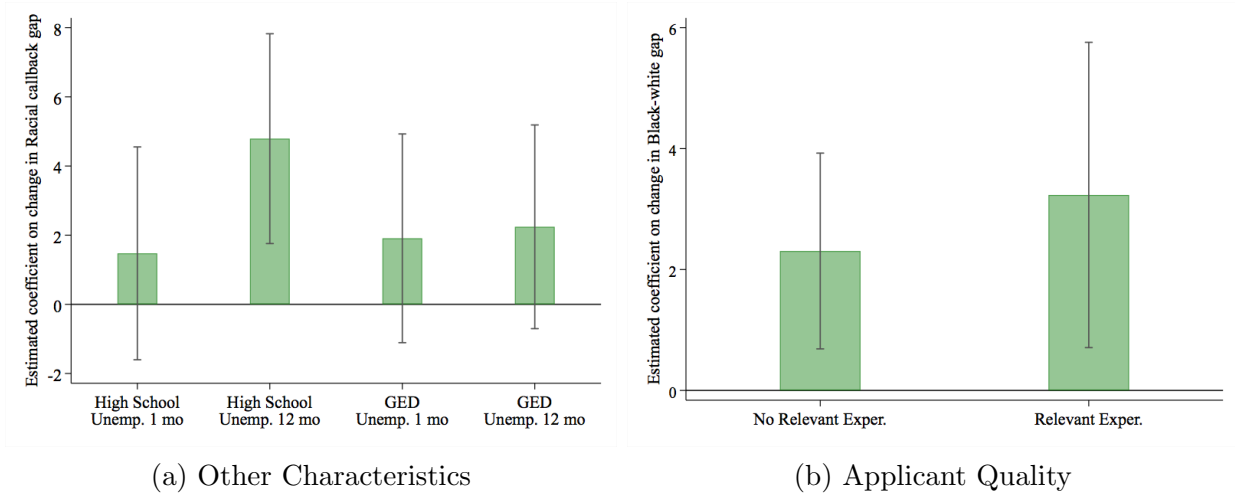 Estimated coefficient on change in Racial callback gap
8
6
4
2
0
-2
High School
Unemp. 1 mo
High School
Unemp. 12 mo
GED
Unemp. 1 mo
GED
Unemp. 12 mo
(a) Other Characteristics
Estimated coefficient on change in Black-white gap
6
4
2
0
No Relevant Exper.
Relevant Exper.
(b) Applicant Quality